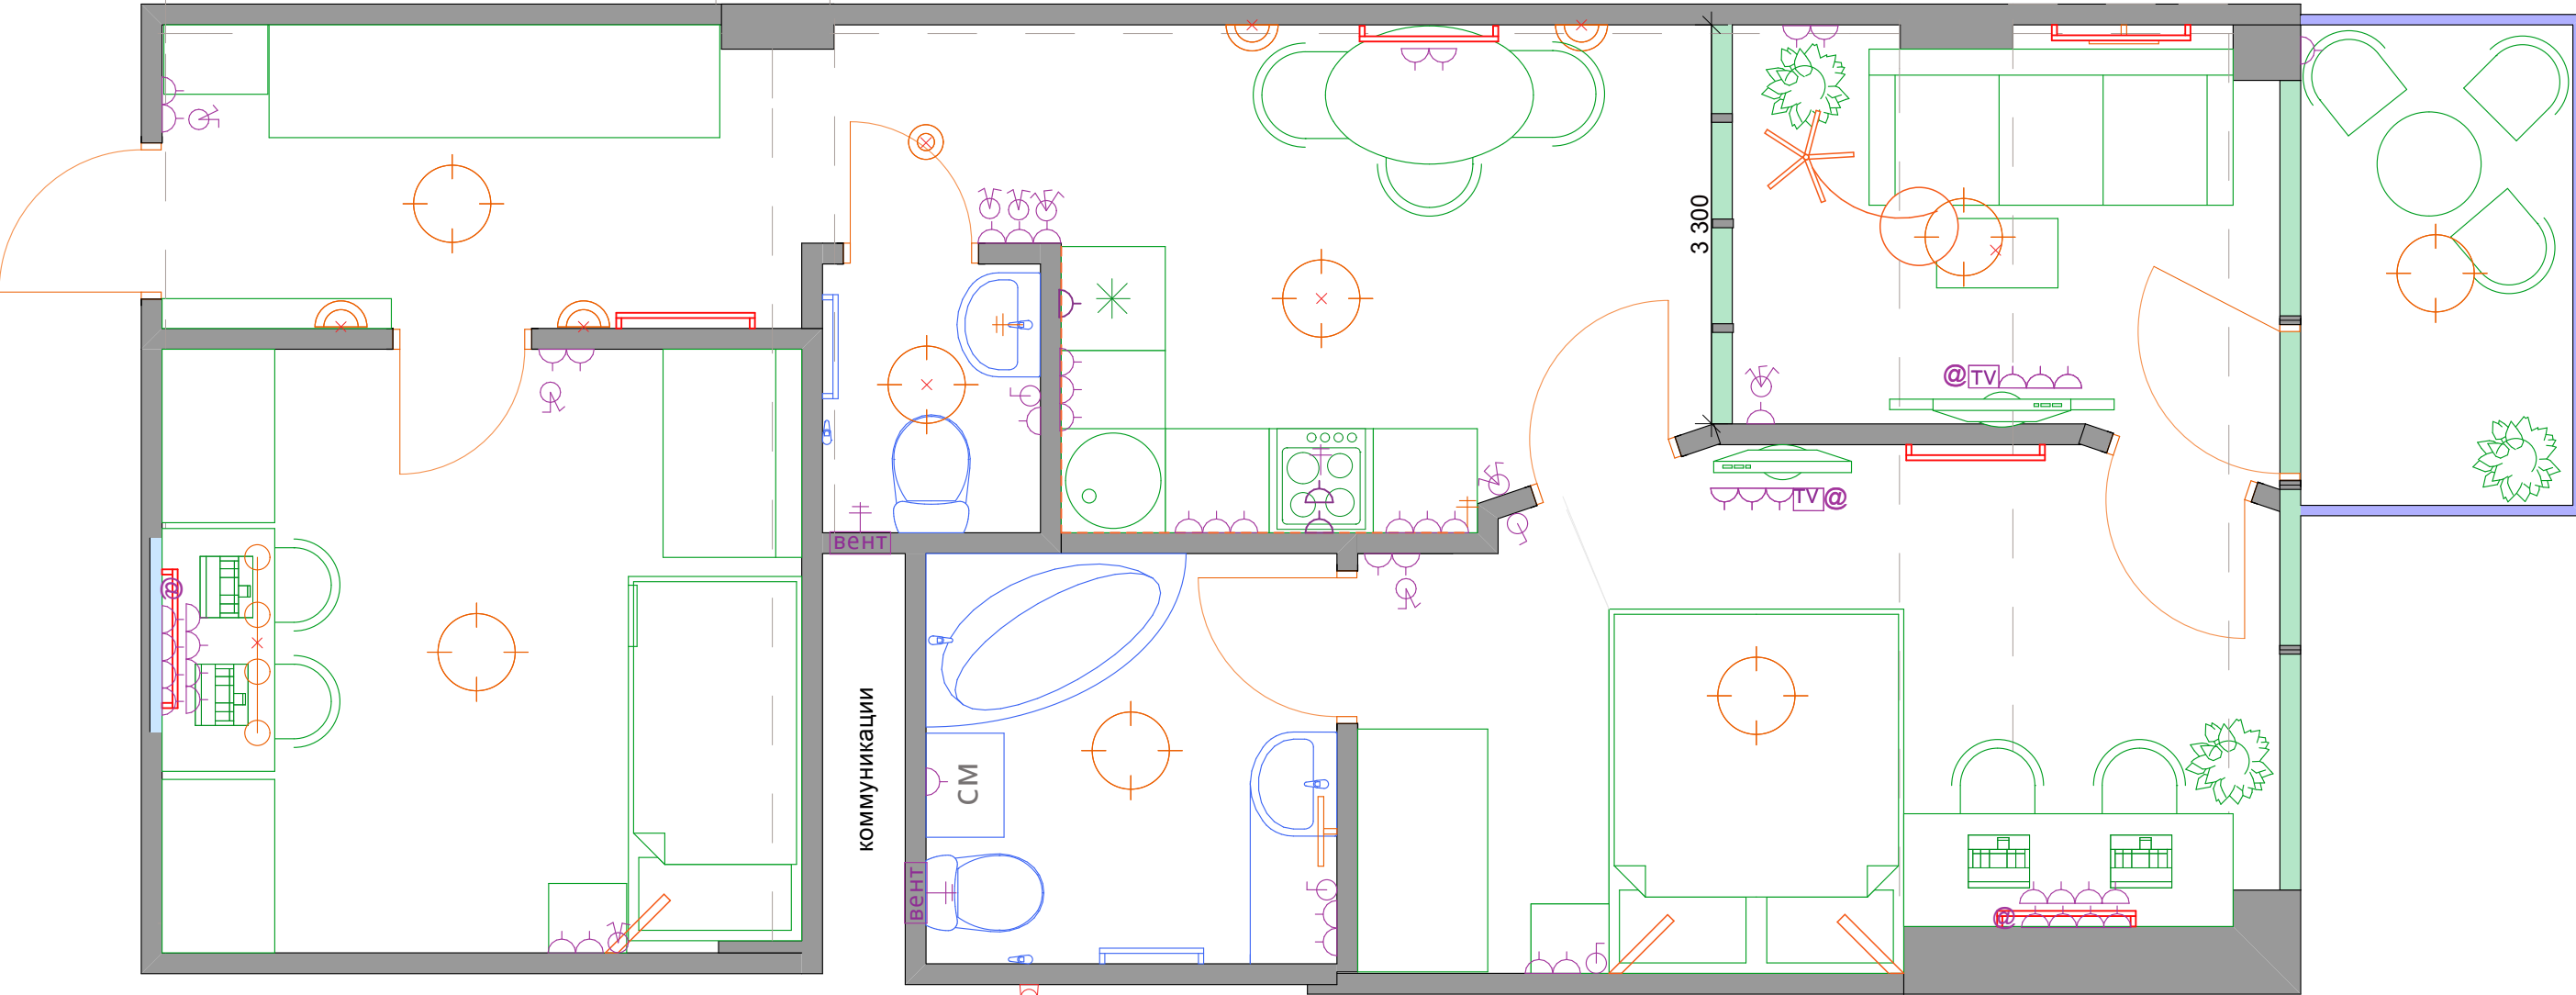 3 300
@ TV
TV @
вент
@
коммуникации
СМ
вент
@